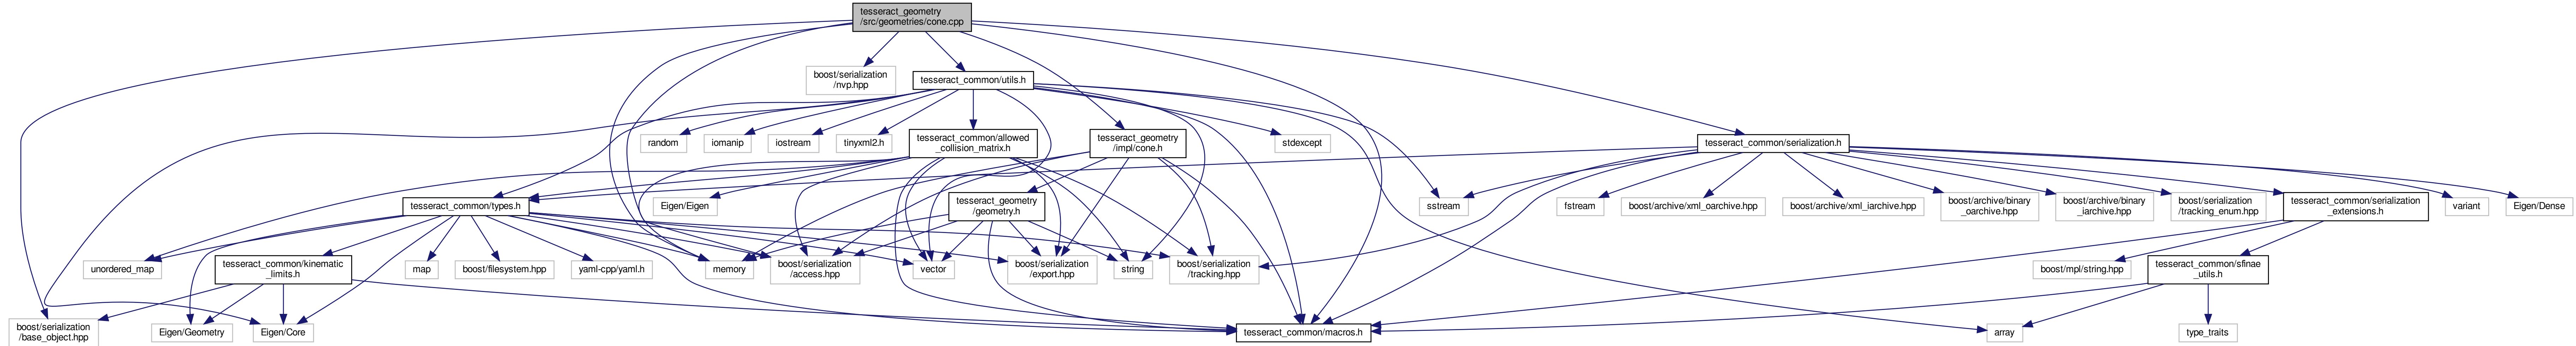 tesseract_geometry
/src/geometries/cone.cpp
boost/serialization
/nvp.hpp
tesseract_common/utils.h
random
iomanip
iostream
tinyxml2.h
tesseract_common/allowed
_collision_matrix.h
tesseract_geometry
/impl/cone.h
stdexcept
tesseract_common/serialization.h
tesseract_common/types.h
Eigen/Eigen
tesseract_geometry
/geometry.h
sstream
fstream
boost/archive/xml_oarchive.hpp
boost/archive/xml_iarchive.hpp
boost/archive/binary
_oarchive.hpp
boost/archive/binary
_iarchive.hpp
boost/serialization
/tracking_enum.hpp
tesseract_common/serialization
_extensions.h
variant
Eigen/Dense
unordered_map
tesseract_common/kinematic
_limits.h
map
boost/filesystem.hpp
yaml-cpp/yaml.h
memory
boost/serialization
/access.hpp
vector
boost/serialization
/export.hpp
string
boost/serialization
/tracking.hpp
boost/mpl/string.hpp
tesseract_common/sfinae
_utils.h
boost/serialization
/base_object.hpp
Eigen/Geometry
Eigen/Core
tesseract_common/macros.h
array
type_traits